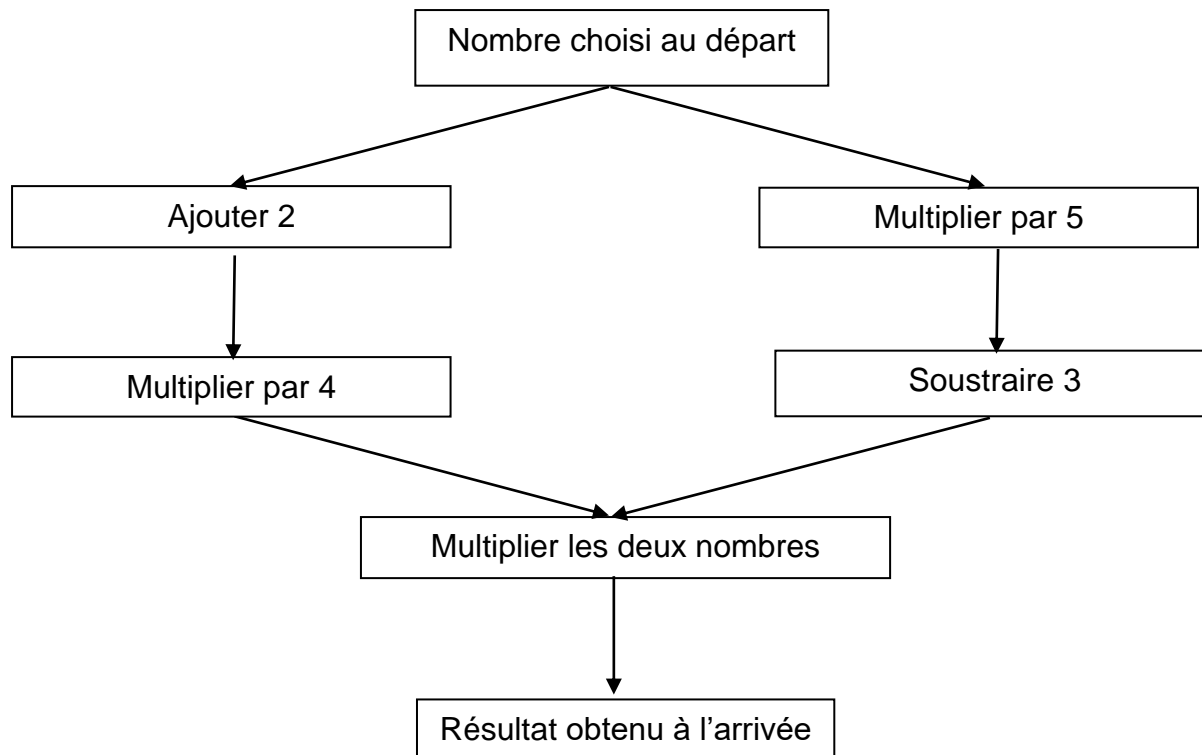 Nombre choisi au départ
Ajouter 2
Multiplier par 5
Multiplier par 4
Soustraire 3
Multiplier les deux nombres
Résultat obtenu à l’arrivée